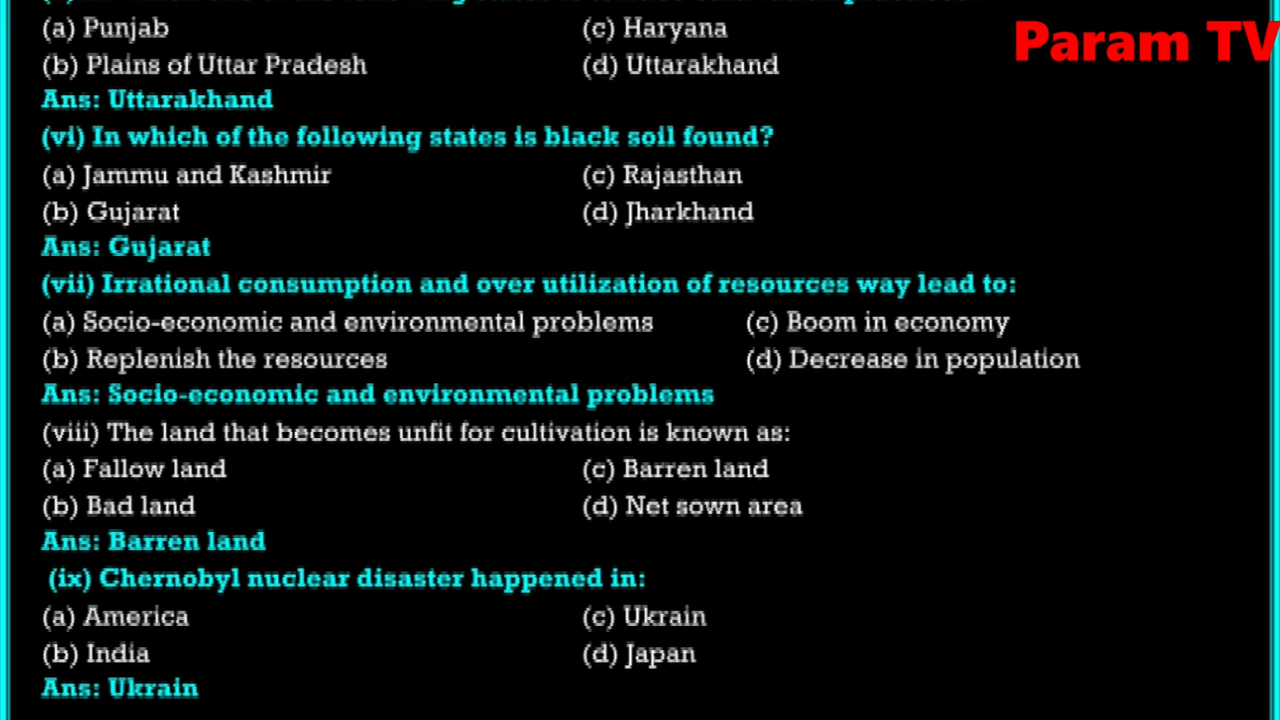 (a) Punjab (c) Haryana
Param TV
(b) Plains of Uttar Pradesh (d) Uttarakhand
Ans: Uttarakhand
(vi) In which of the following states is black soil found?
(a) Jammu and Kashmir (c) Rajasthan
(b) Gujarat (d) Jharkhand
Ans: Gujarat
(vii) Irrational consumption and over utilization of resources way lead to:
(a) Socio-economic and environmental problems (c) Boom in economy
(b) Replenish the resources (d) Decrease in population
Ans: Socio-economic and environmental problems
(viii) The land that becomes unfit for cultivation is known as:
(a) Fallow land (c) Barren land
(b) Bad land (d) Net sown area
Ans: Barren land
(ix) Chernobyl nuclear disaster happened in:
(a) America (c) Ukrain
(b) India (d) Japan
Ans: Ukrain